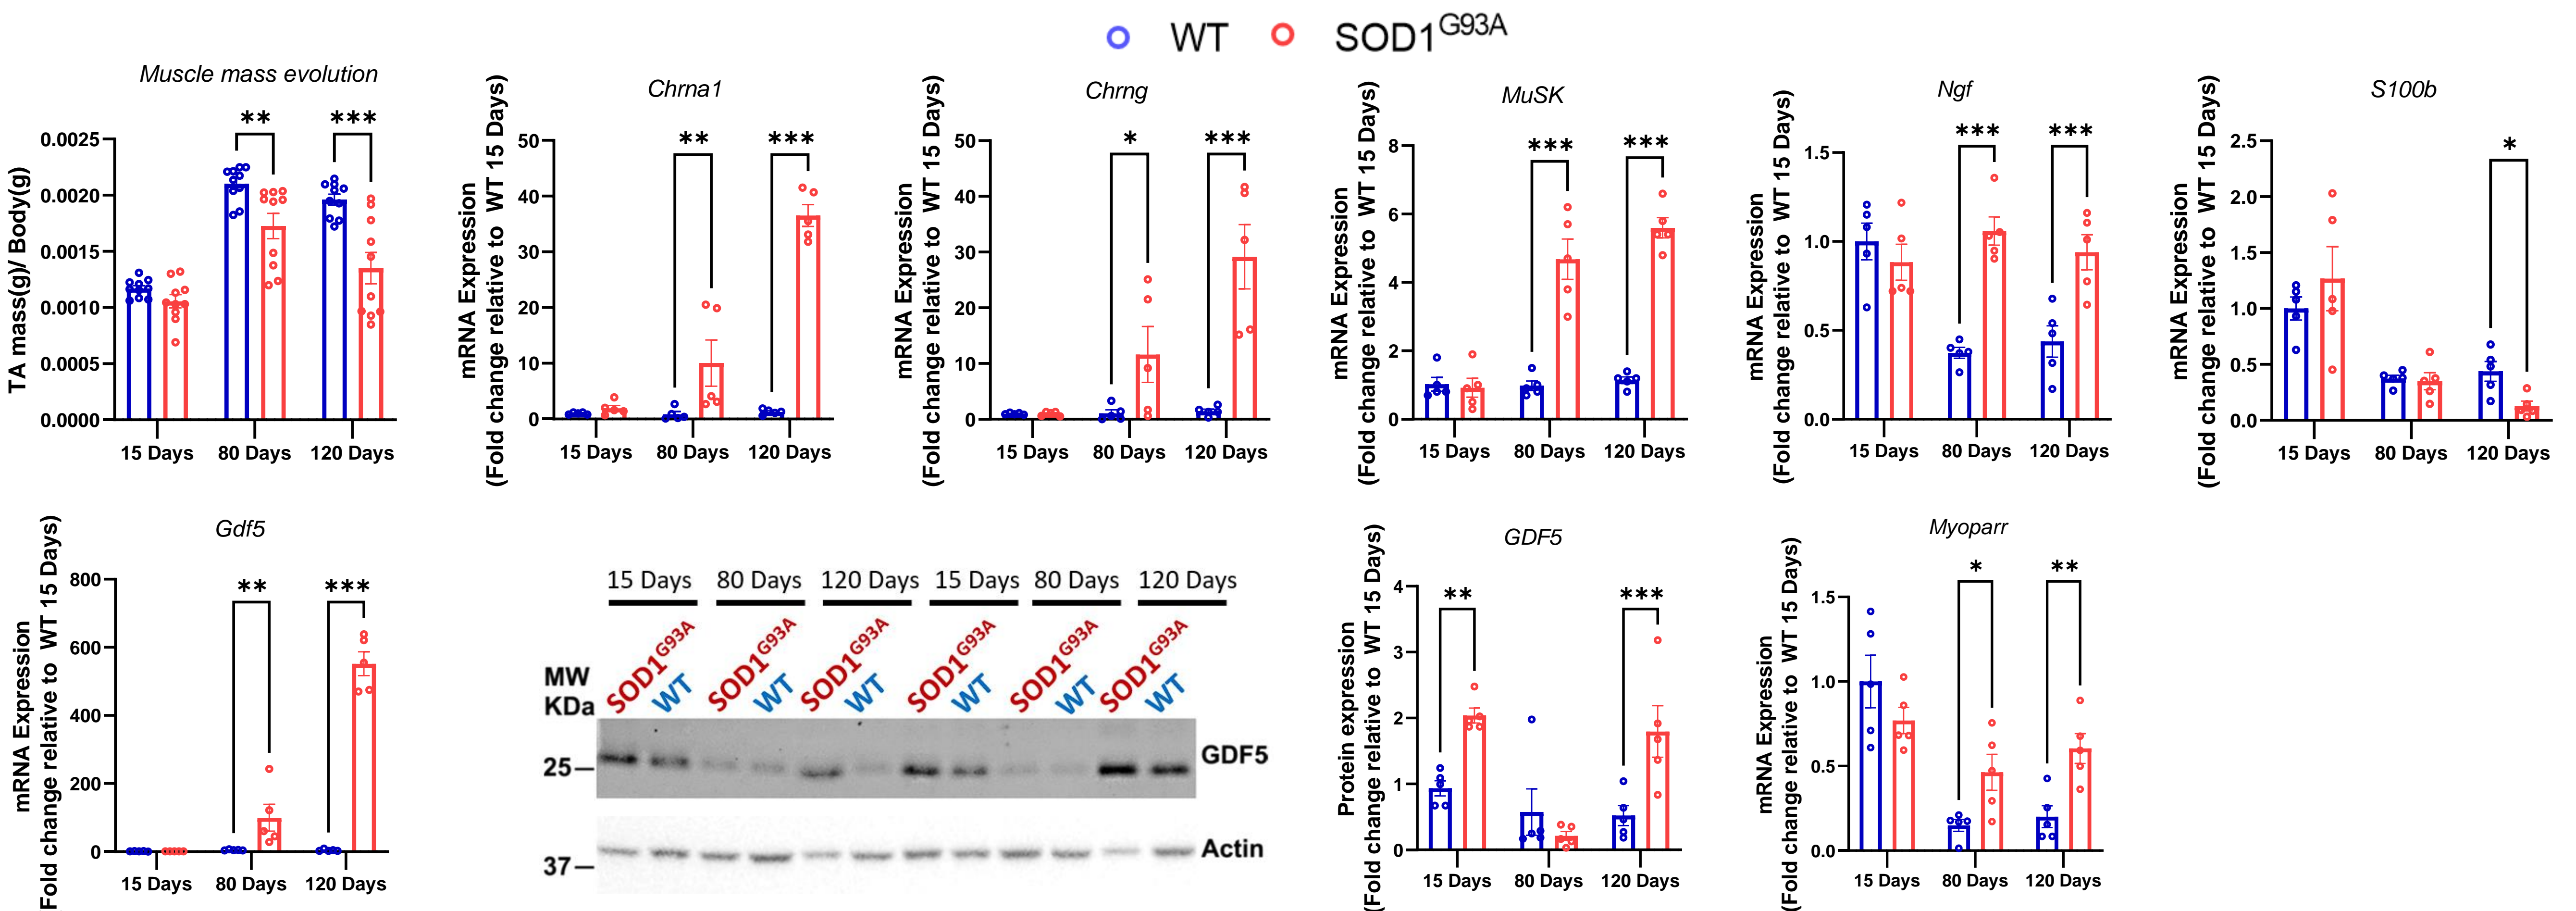 WT SOD1G93A
Muscle mass evolution
TA mass(g)/ Body(g)
0.0025
0.0020
0.0015
0.0010
0.0005
0.0000
** ***
15 Days 80 Days 120 Days
Chrna1
mRNA Expression
(Fold change relative to WT 15 Days)
50
40
30
20
10
0
** ***
15 Days 80 Days 120 Days
Chrng
mRNA Expression
(Fold change relative to WT 15 Days)
50
40
30
20
10
0
* ***
15 Days 80 Days 120 Days
MuSK
mRNA Expression
(Fold change relative to WT 15 Days)
8
6
4
2
0
*** ***
15 Days 80 Days 120 Days
Ngf
mRNA Expression
(Fold change relative to WT 15 Days)
1.5
1.0
0.5
0.0
*** ***
15 Days 80 Days 120 Days
S100b
mRNA Expression
(Fold change relative to WT 15 Days)
2.5
2.0
1.5
1.0
0.5
0.0
*
15 Days 80 Days 120 Days
Gdf5
mRNA Expression
Fold change relative to WT 15 Days)
800
600
400
200
0
** ***
15 Days 80 Days 120 Days
15 Days 80 Days 120 Days 15 Days 80 Days 120 Days
SOD1G93A WT SOD1G93A WT SOD1G93A WT SOD1G93A WT SOD1G93A WT SOD1G93A WT
MW
KDa
25
GDF5
37
Actin
GDF5
Protein expression
(Fold change relative to WT 15 Days)
4
3
2
1
0
** ***
15 Days 80 Days 120 Days
Myoparr
mRNA Expression
(Fold change relative to WT 15 Days)
1.5
1.0
0.5
0.0
* **
15 Days 80 Days 120 Days